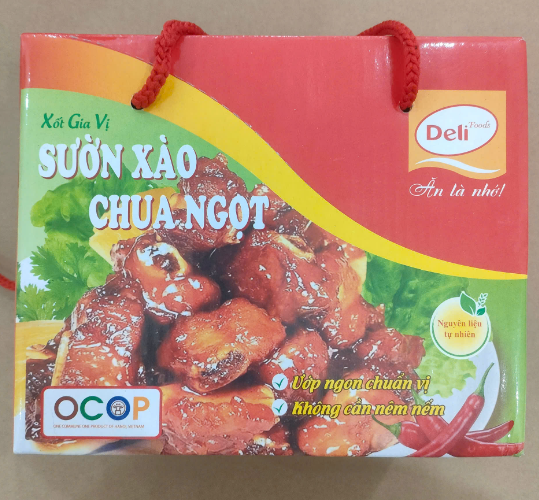 Xốt Gia Vị
SƯỜN XÀO
CHUA NGỌT
Deli Foods
Ăn là nhớ!
Nguyên liệu
tự nhiên
Ướp ngon chuẩn vị
Không cần nêm nếm
OCOP